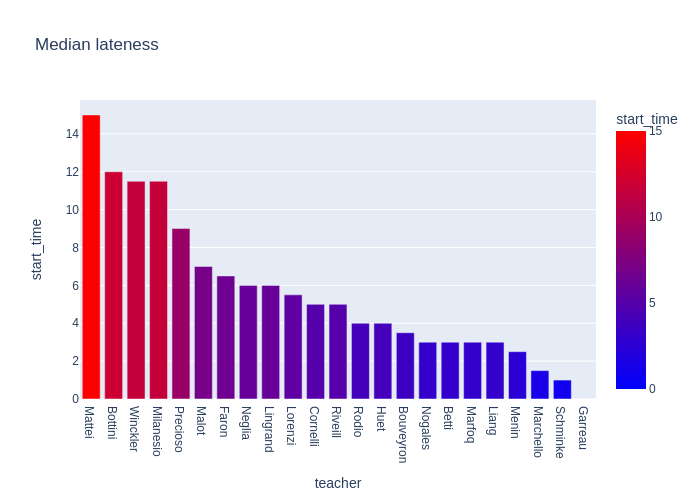 Median lateness
start_time
14
12
10
8
6
4
2
0
start_time
15
10
5
0
Mattei
Bottini
Winckler
Milanesio
Precioso
Malot
Faron
Neglia
Lingrand
Lorenzi
Cornelli
Riveill
Rodio
Huet
Bouveyron
Nogales
Betti
Marfoq
Liang
Menin
Marchello
Schminke
Garreau
teacher